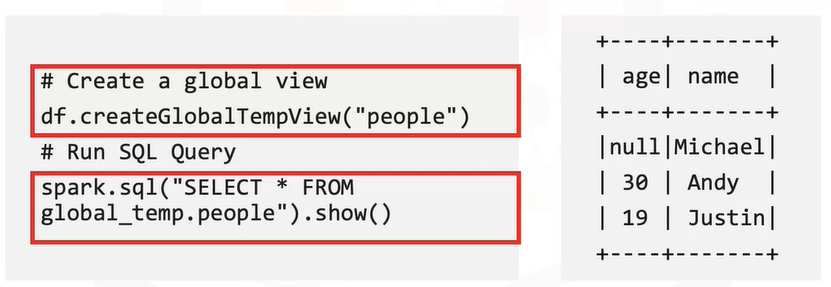 # Create a global view
df.createGlobalTempView("people")
# Run SQL Query
spark.sql("SELECT * FROM
global_temp.people").show()
+----+-------+
| age| name  |
+----+-------+
|null|Michael|
| 30 | Andy  |
| 19 | Justin|
+----+-------+